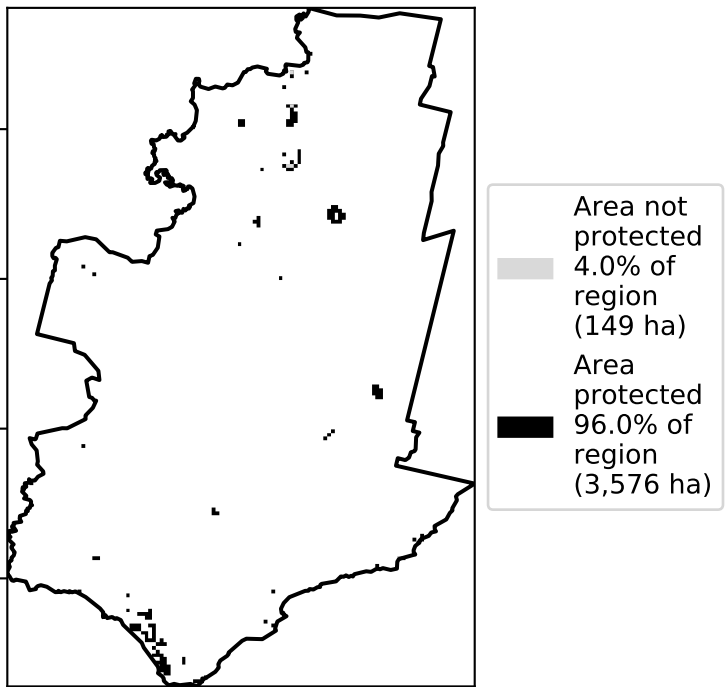 Area not
protected
4.0% of
region
(149 ha)
Area
protected
96.0% of
region
(3,576 ha)